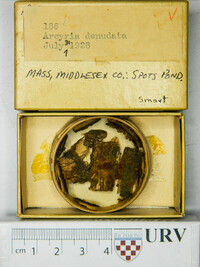 186
Arcyria denudata
July 1928
MASS, MIDDLESEX CO.: SPOTS POND,
Smart
cm 1 2 3 4
URV